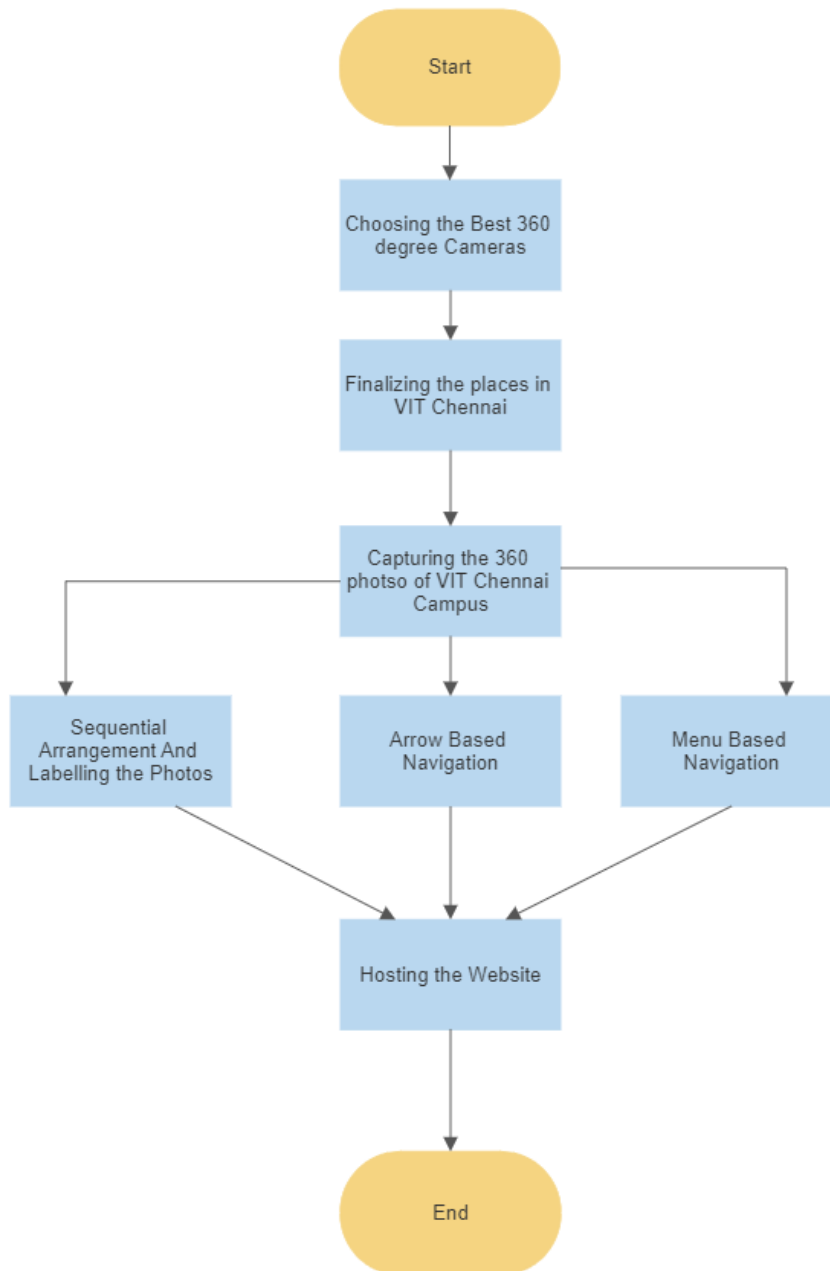 Start
Choosing the Best 360
degree Cameras
Finalizing the places in
VIT Chennai
Capturing the 360
photso of VIT Chennai
Campus
Sequential
Arrangement And
Labelling the Photos
Arrow Based
Navigation
Menu Based
Navigation
Hosting the Website
End